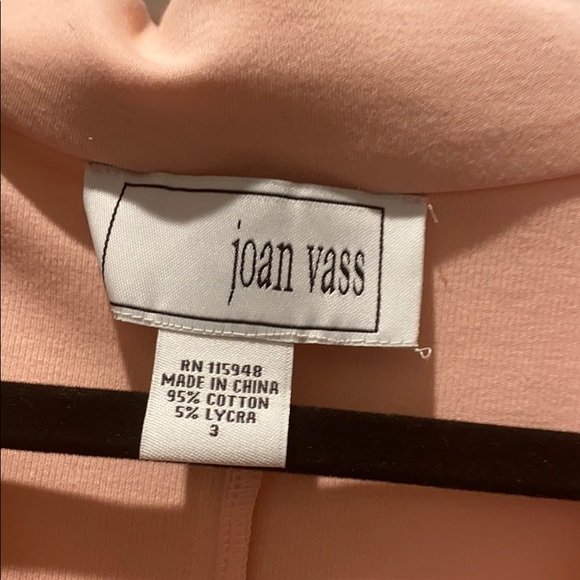 joan vass
RN 115948
MADE IN CHINA
95% COTTON
5% LYCRA
3